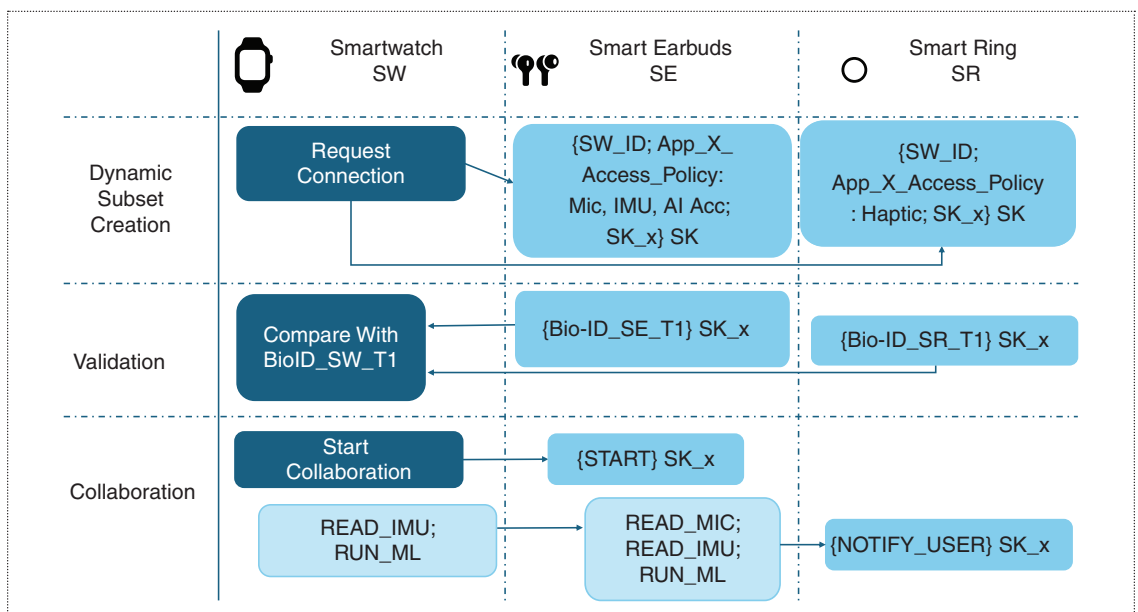 Smartwatch
SW
Smart Earbuds
SE
Smart Ring
SR
Dynamic
Subset
Creation
Request
Connection
{SW_ID; App_X_
Access_Policy:
Mic, IMU, AI Acc;
SK_x} SK
{SW_ID;
App_X_Access_Policy
: Haptic; SK_x} SK
Validation
Compare With
BioID_SW_T1
{Bio-ID_SE_T1} SK_x
{Bio-ID_SR_T1} SK_x
Collaboration
Start
Collaboration
{START} SK_x
READ_IMU;
RUN_ML
READ_MIC;
READ_IMU;
RUN_ML
{NOTIFY_USER} SK_x